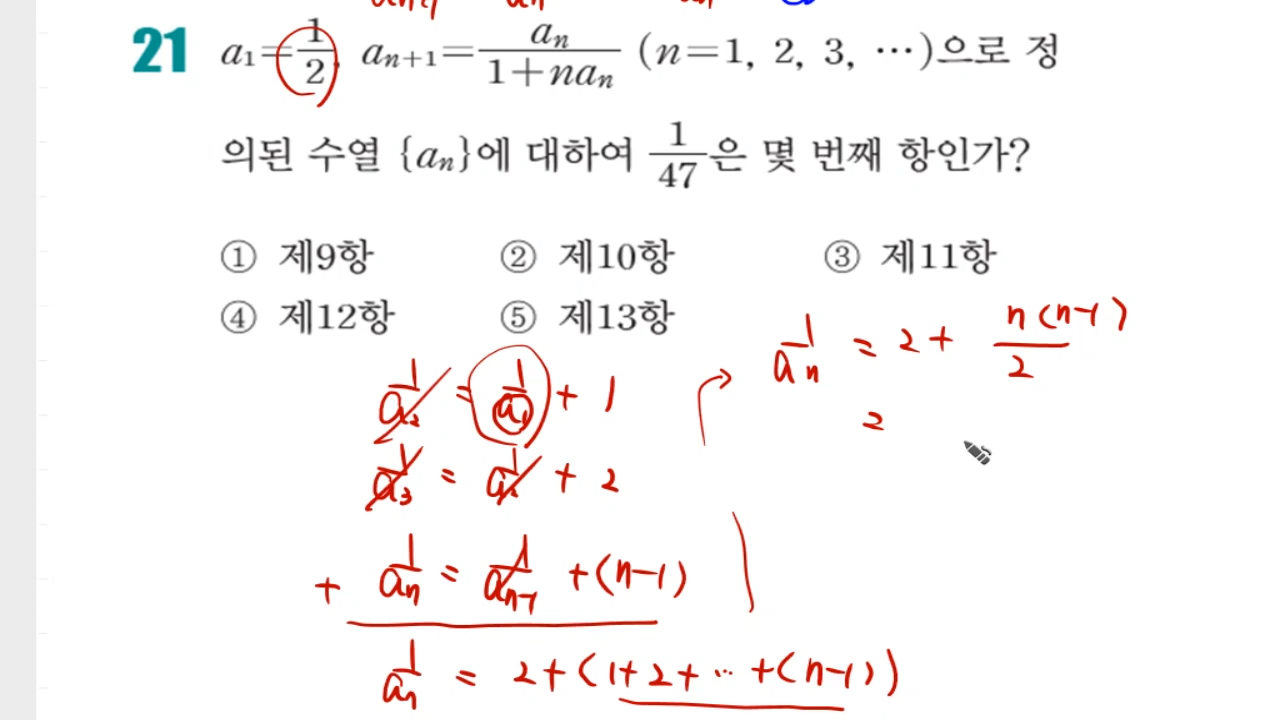 21 a₁=1/2, aₙ₊₁=aₙ/(1+naₙ) (n=1, 2, 3, ⋯)으로 정
의된 수열 {aₙ}에 대하여 1/47은 몇 번째 항인가?
① 제9항 ② 제10항 ③ 제11항
④ 제12항 ⑤ 제13항
1/aₙ = 2 + n(n-1)/2
=
1/a₂ = 1/a₁ + 1
1/a₃ = 1/a₂ + 2
+ 1/aₙ = 1/aₙ₋₁ + (n-1)
1/aₙ = 2 + (1+2+ ⋯ +(n-1))